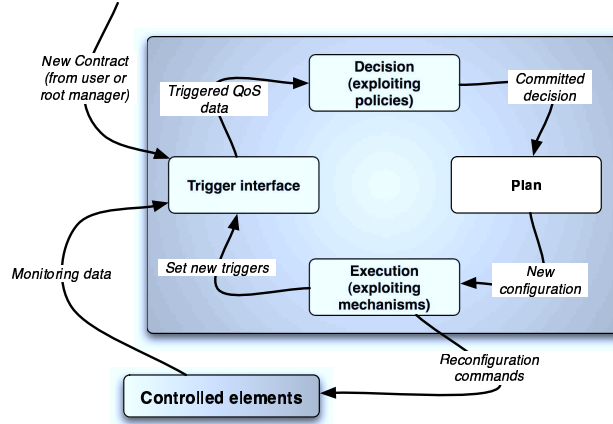 New Contract
(from user or
root manager)
Triggered QoS
data
Decision
(exploiting
policies)
Committed
decision
Trigger interface
Plan
Monitoring data
Set new triggers
Execution
(exploiting
mechanisms)
New
configuration
Reconfiguration
commands
Controlled elements